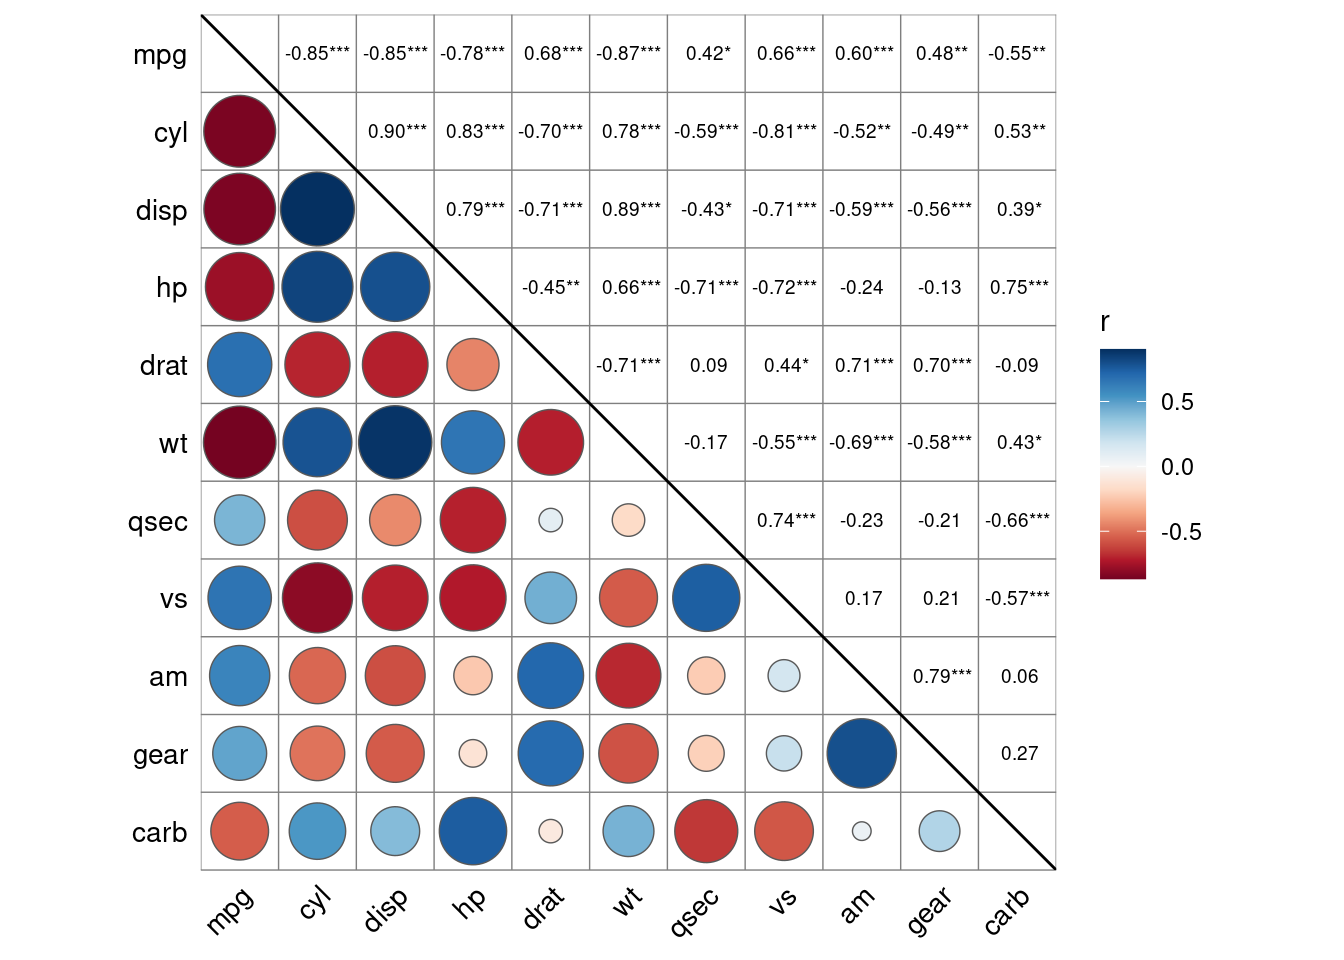 mpg -0.85*** -0.85*** -0.78*** 0.68*** -0.87*** 0.42* 0.66*** 0.60*** 0.48** -0.55**
cyl 0.90*** 0.83*** -0.70*** 0.78*** -0.59*** -0.81*** -0.52** -0.49** 0.53**
disp 0.79*** -0.71*** 0.89*** -0.43* -0.71*** -0.59*** -0.56*** 0.39*
hp -0.45** 0.66*** -0.71*** -0.72*** -0.24 -0.13 0.75***
drat -0.71*** 0.09 0.44* 0.71*** 0.70*** -0.09
wt -0.17 -0.55*** -0.69*** -0.58*** 0.43*
qsec 0.74*** -0.23 -0.21 -0.66***
vs 0.17 0.21 -0.57***
am 0.79*** 0.06
gear 0.27
carb
mpg cyl disp hp drat wt qsec vs am gear carb
r
0.5
0.0
-0.5